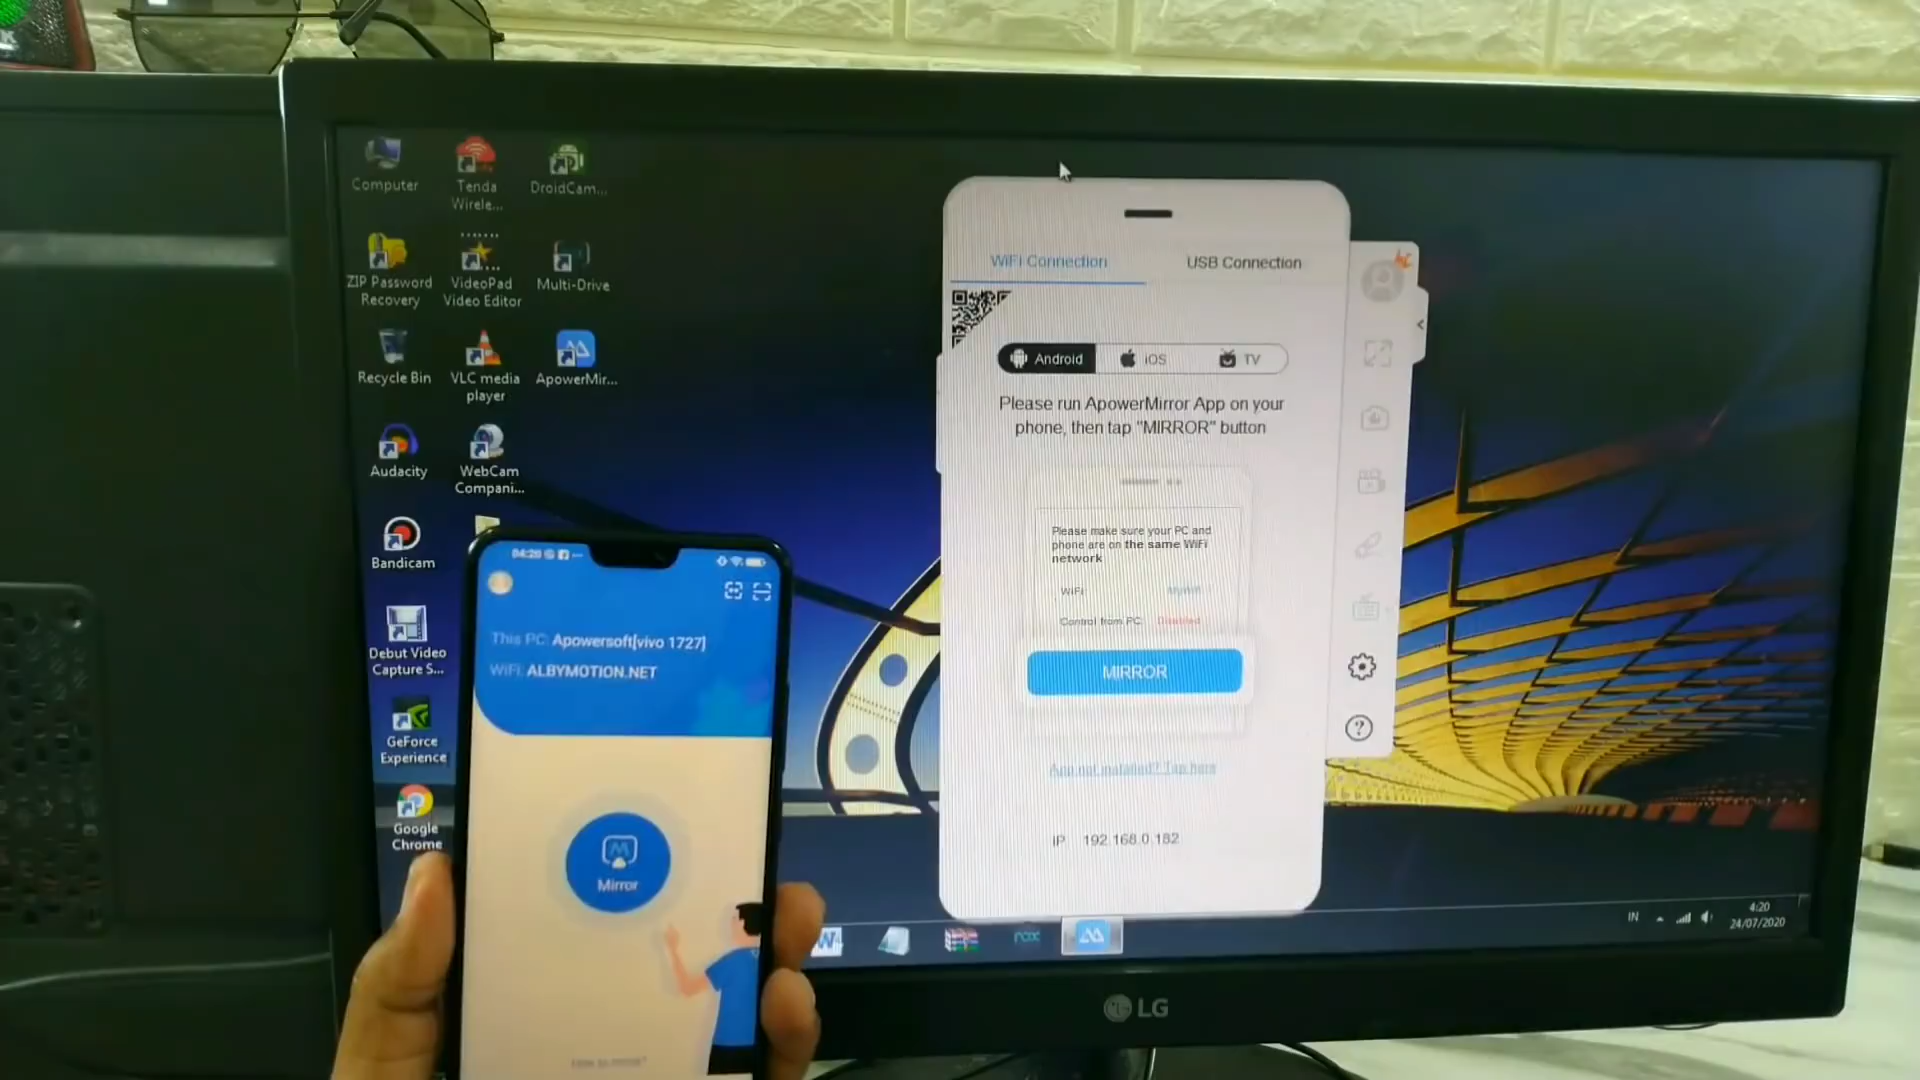 Computer
Tenda
Wirele...
DroidCam...
ZIP Password
Recovery
VideoPad
Video Editor
Multi-Drive
Recycle Bin
VLC media
player
ApowerMir...
Audacity
WebCam
Compani...
Bandicam
Debut Video
Capture S...
GeForce
Experience
Google
Chrome
04:20
This PC: Apowersoft[vivo 1727]
WiFi: ALBYMOTION.NET
Mirror
WiFi Connection
USB Connection
Android
iOS
TV
Please run ApowerMirror App on your
phone, then tap "MIRROR" button
Please make sure your PC and
phone are on the same WiFi
network
WiFi:
Control from PC: Disabled
MIRROR
App not installed? Tap here
IP 192.168.0.182
?
W
nox
IN
4:20
24/07/2020
LG